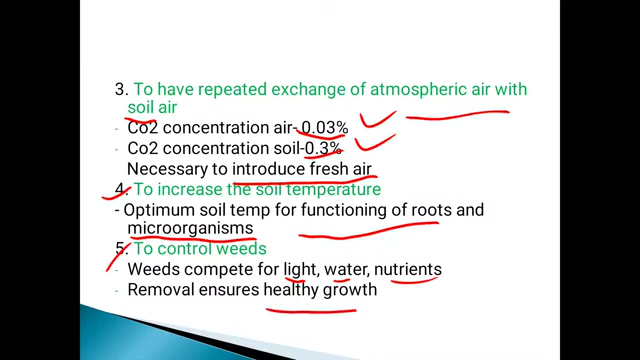 3. To have repeated exchange of atmospheric air with
soil air
- Co2 concentration air- 0.03%
- Co2 concentration soil-0.3%
Necessary to introduce fresh air
4. To increase the soil temperature
- Optimum soil temp for functioning of roots and
microorganisms
5. To control weeds
- Weeds compete for light, water, nutrients
- Removal ensures healthy growth